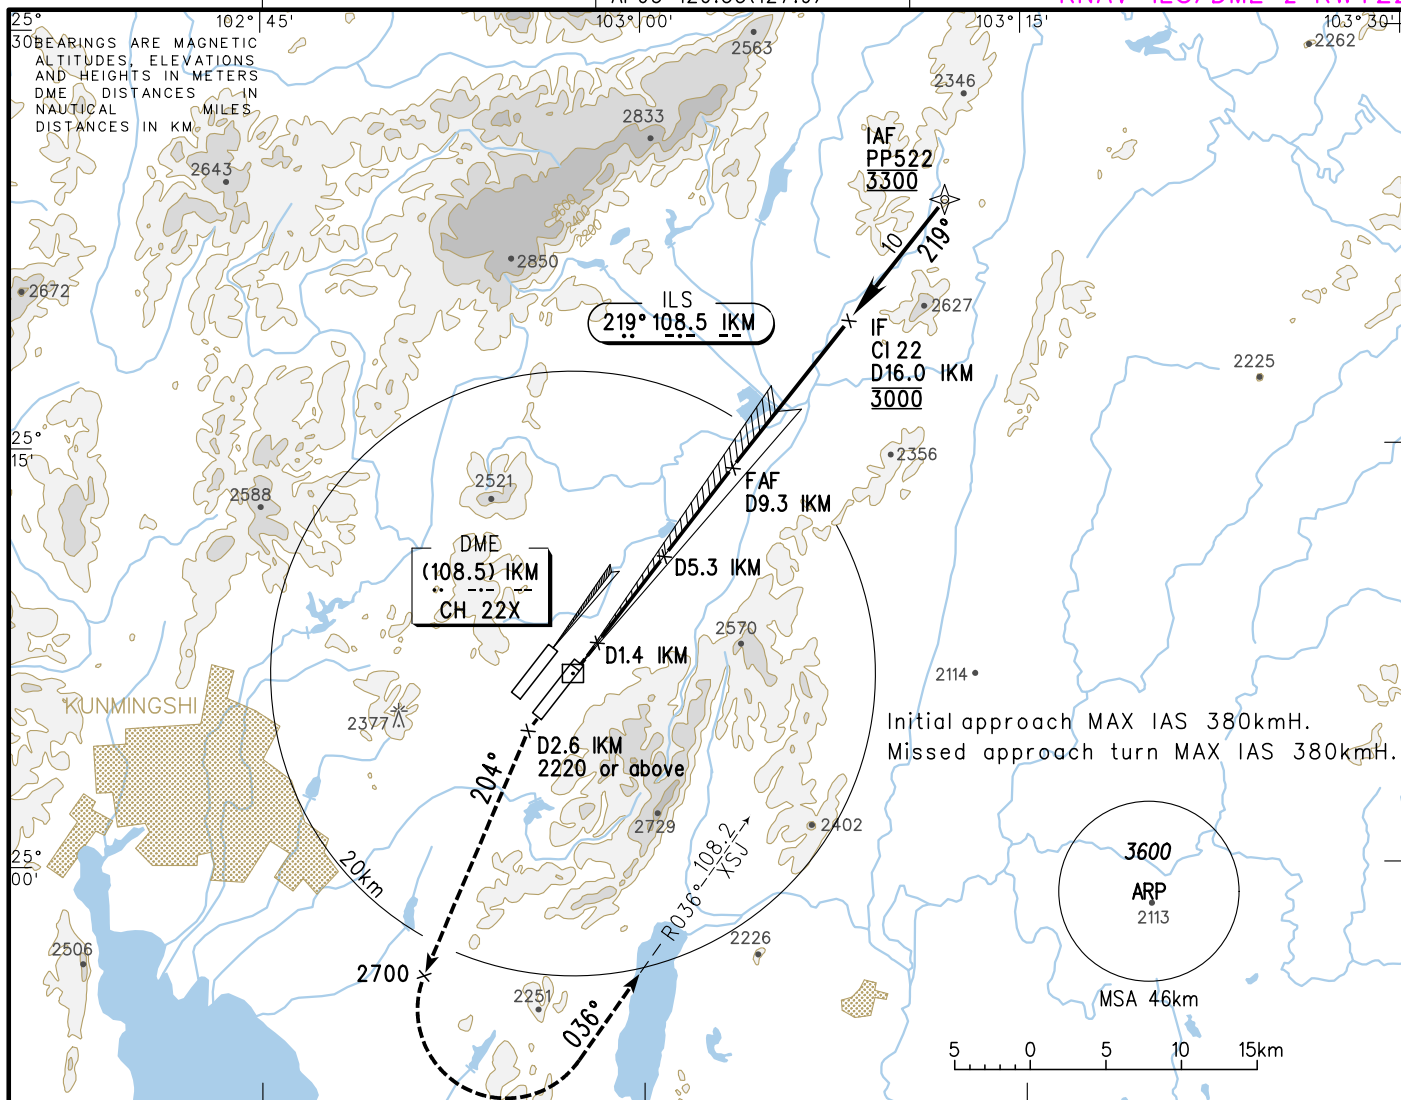 102°45'
103°00'
103°15'
103°30'
25°
30'
BEARINGS ARE MAGNETIC
ALTITUDES, ELEVATIONS
AND HEIGHTS IN METERS
DME DISTANCES IN
NAUTICAL MILES
DISTANCES IN KM
2563
2262
2346
2833
2643
IAF
PP522
3300
2600
2400
2200
10
219°
2850
2672
ILS
219° 108.5 IKM
2627
IF
CI22
D16.0 IKM
3000
2225
25°
15'
2356
2521
2588
FAF
D9.3 IKM
DME
(108.5) IKM
CH 22X
D5.3 IKM
2570
D1.4 IKM
2114
KUNMINGSHI
2377
Initial approach MAX IAS 380kmH.
Missed approach turn MAX IAS 380kmH.
D2.6 IKM
2220 or above
204°
2729
2402
25°
00'
20km
R036° 108.2
XSJ
3600
ARP
2113
2506
2226
2700
2251
036°
MSA 46km
5 0 5 10 15km